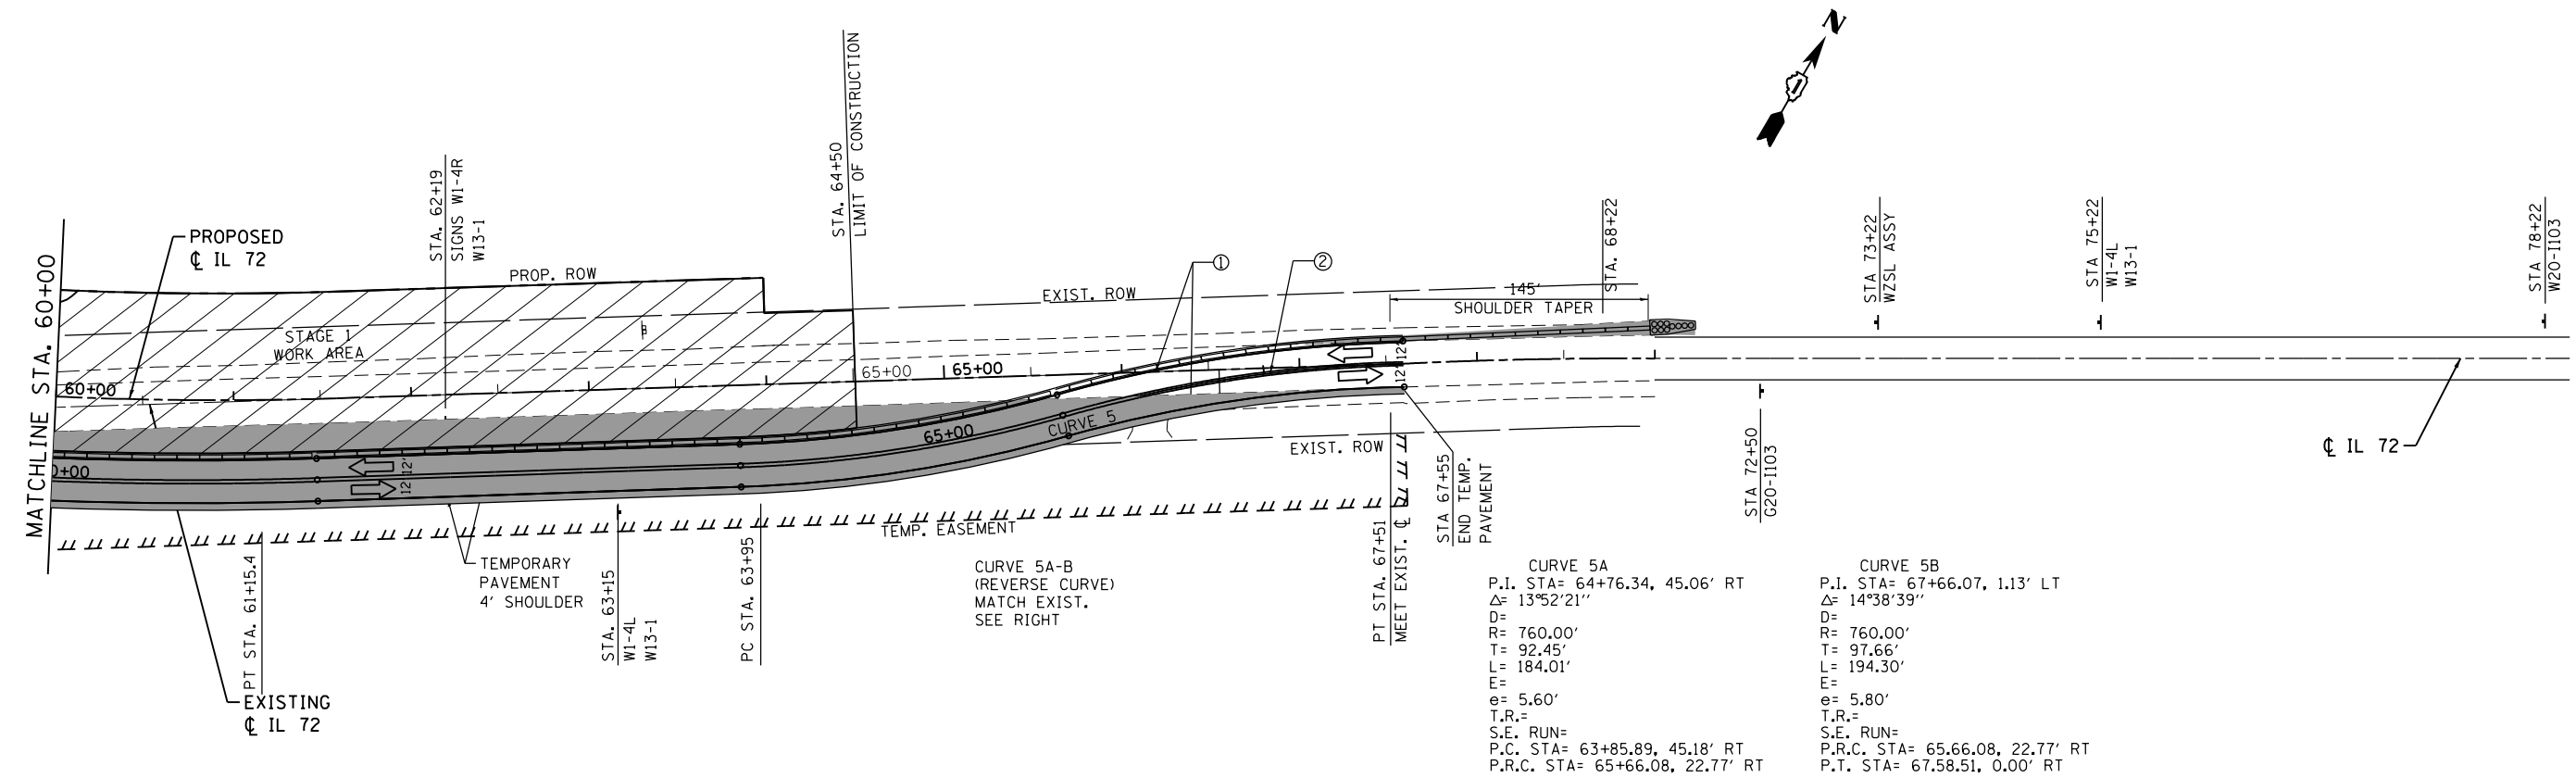 N
MATCHLINE STA. 60+00
PROPOSED
℄ IL 72
STA. 62+19
SIGNS W1-4R
W13-1
PROP. ROW
STA. 64+50
LIMIT OF CONSTRUCTION
EXIST. ROW
1
2
145'
SHOULDER TAPER
STA. 68+22
STA 73+22
WZSL ASSY
STA 75+22
W1-4L
W13-1
STA 78+22
W20-I103
STAGE 1
WORK AREA
60+00
65+00
65+00
12'
12'
65+00
CURVE 5
0+00
12'
12'
EXIST. ROW
℄ IL 72
TEMP. EASEMENT
PT STA. 61+15.4
EXISTING
℄ IL 72
TEMPORARY
PAVEMENT
4' SHOULDER
STA. 63+15
W1-4L
W13-1
PC STA. 63+95
CURVE 5A-B
(REVERSE CURVE)
MATCH EXIST.
SEE RIGHT
PT STA. 67+51
MEET EXIST. ℄
STA 67+55
END TEMP.
PAVEMENT
STA 72+50
G20-I103
CURVE 5A
P.I. STA= 64+76.34, 45.06' RT
△= 13°52'21''
D=
R= 760.00'
T= 92.45'
L= 184.01'
E=
e= 5.60'
T.R.=
S.E. RUN=
P.C. STA= 63+85.89, 45.18' RT
P.R.C. STA= 65+66.08, 22.77' RT
CURVE 5B
P.I. STA= 67+66.07, 1.13' LT
△= 14°38'39''
D=
R= 760.00'
T= 97.66'
L= 194.30'
E=
e= 5.80'
T.R.=
S.E. RUN=
P.R.C. STA= 65.66.08, 22.77' RT
P.T. STA= 67.58.51, 0.00' RT